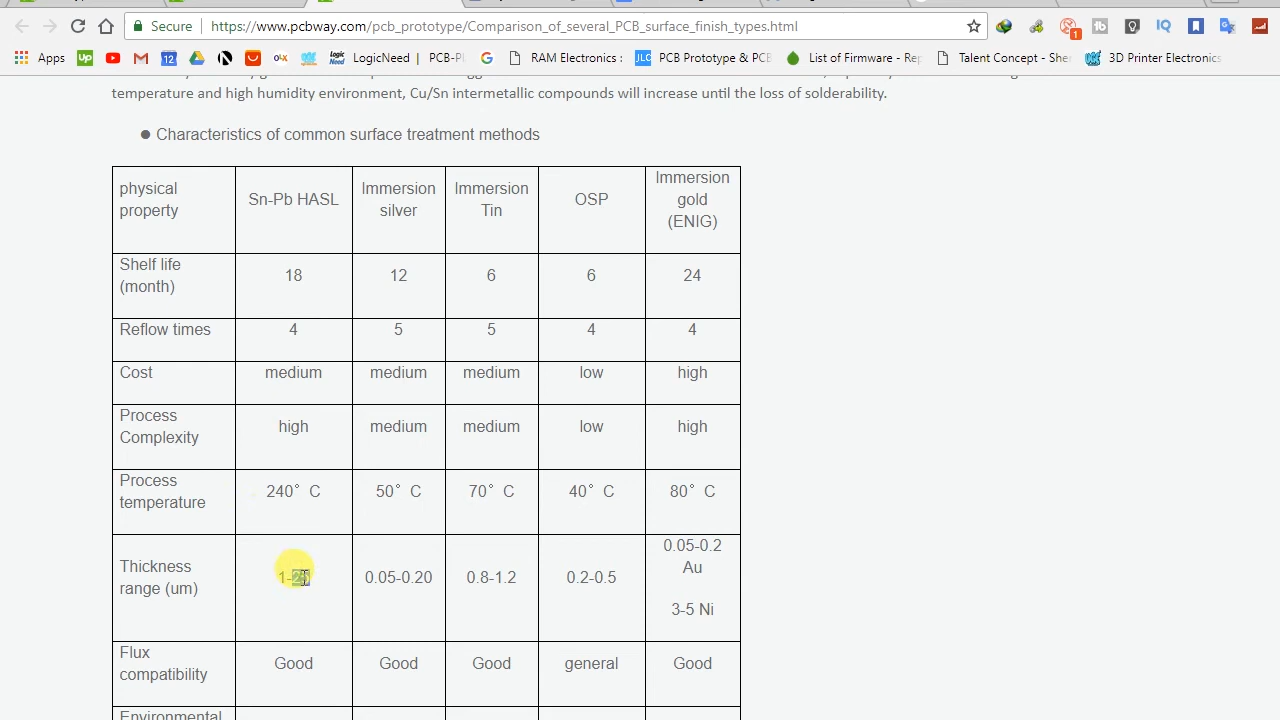 Secure https://www.pcbway.com/pcb_prototype/Comparison_of_several_PCB_surface_finish_types.html
Apps LogicNeed PCB-PL RAM Electronics : PCB Prototype & PCB List of Firmware - Rep Talent Concept - She 3D Printer Electronic
temperature and high humidity environment, Cu/Sn intermetallic compounds will increase until the loss of solderability.
● Characteristics of common surface treatment methods
physical property Sn-Pb HASL Immersion silver Immersion Tin OSP Immersion gold (ENIG)
Shelf life (month) 18 12 6 6 24
Reflow times 4 5 5 4 4
Cost medium medium medium low high
Process Complexity high medium medium low high
Process temperature 240° C 50° C 70° C 40° C 80° C
Thickness range (um) 1- 0.05-0.20 0.8-1.2 0.2-0.5 0.05-0.2 Au 3-5 Ni
Flux compatibility Good Good Good general Good
Environmental